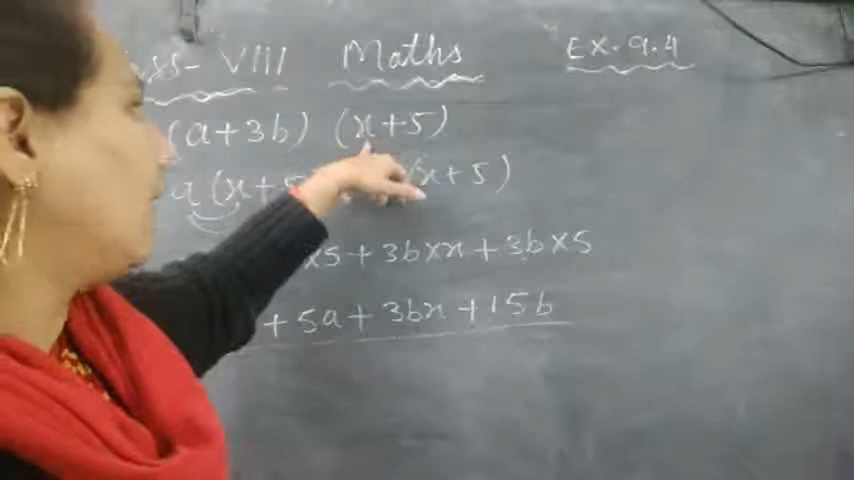 ss- VIII Maths EX. 9.4
(a+3b) (x+5)
a(x+5 (x+5)
x5+3b×x+3b×5
+5a+3bx+15b